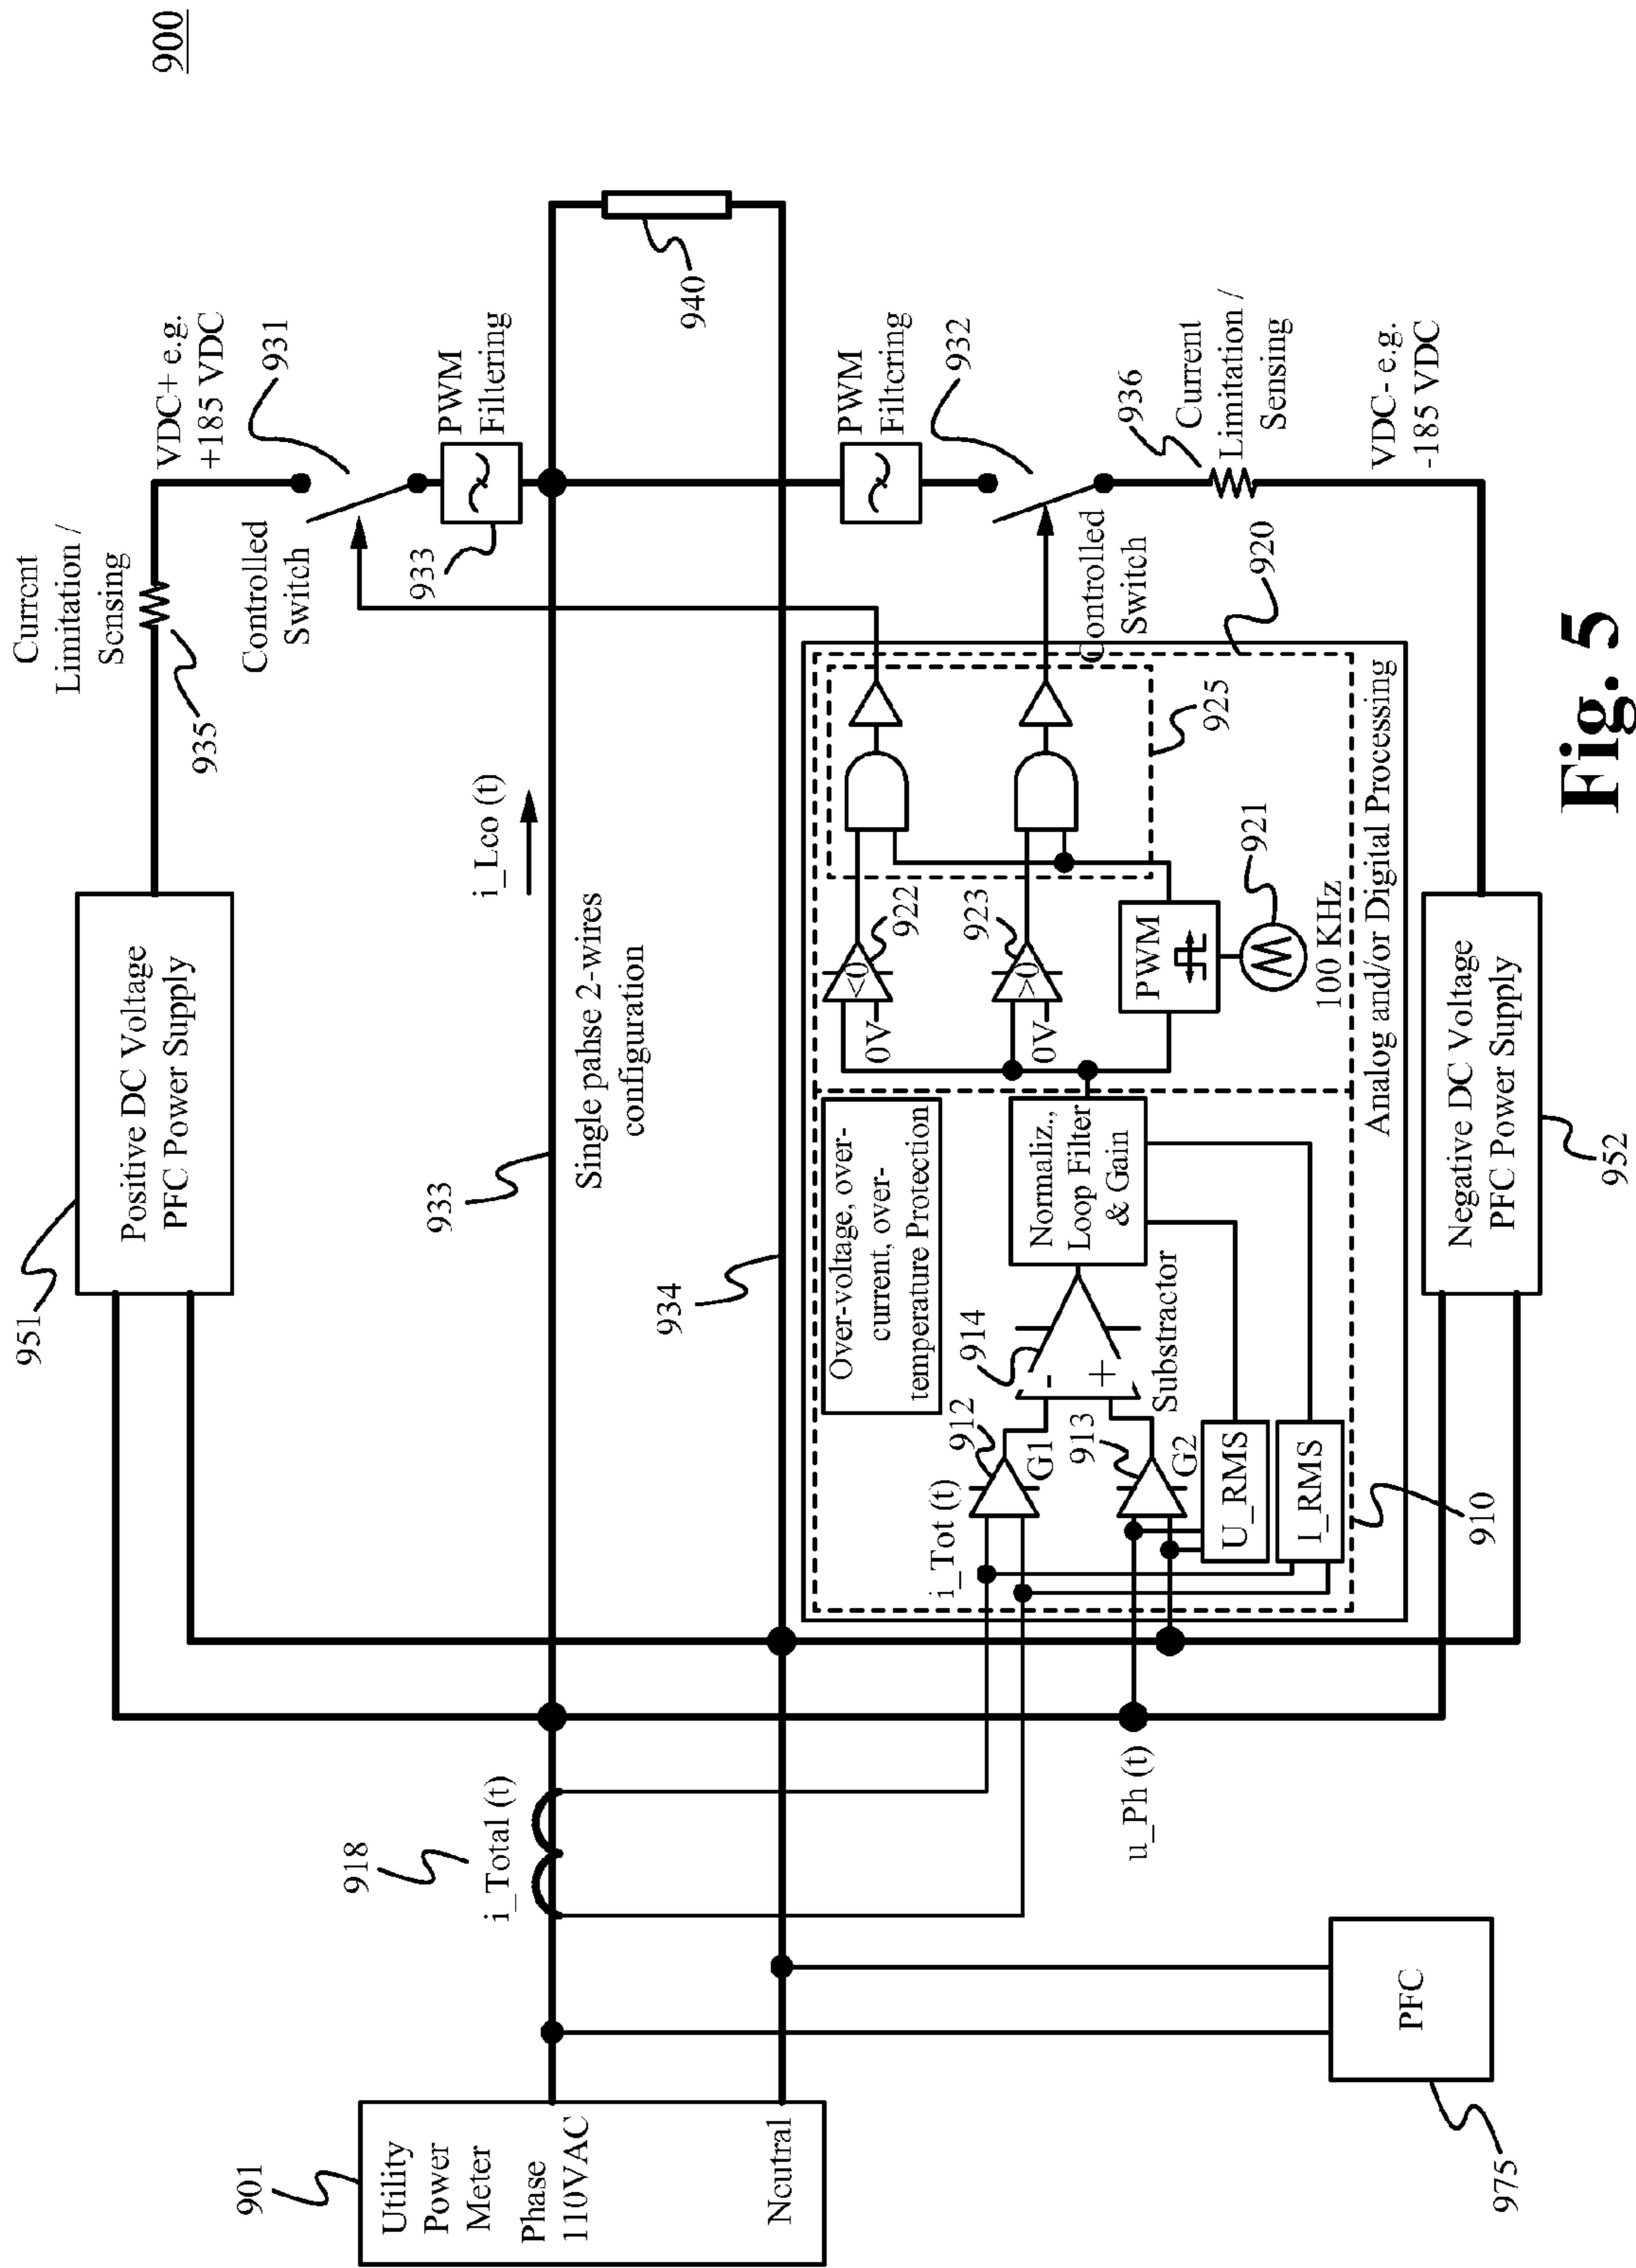 900
Current
Limitation /
Sensing
935
VDC+ e.g.
+185 VDC
931
Controlled
Switch
PWM
Filtering
933
951
Positive DC Voltage
PFC Power Supply
i_Lco (t)
933
Single pahse 2-wires
configuration
934
940
918
i_Total (t)
901
Utility
Power
Meter
Phase
110VAC
Neutral
PFC
975
u_Ph (t)
i_Tot (t)
912
G1
913
G2
U_RMS
I_RMS
910
914
-
+
Substractor
Over-voltage, over-
current, over-
temperature Protection
Normaliz.,
Loop Filter
& Gain
<0
0V
922
>0
0V
923
PWM
921
100 KHz
925
920
Analog and/or Digital Processing
PWM
Filtering
932
Controlled
Switch
936
Current
Limitation /
Sensing
VDC- e.g.
-185 VDC
Negative DC Voltage
PFC Power Supply
952
Fig. 5